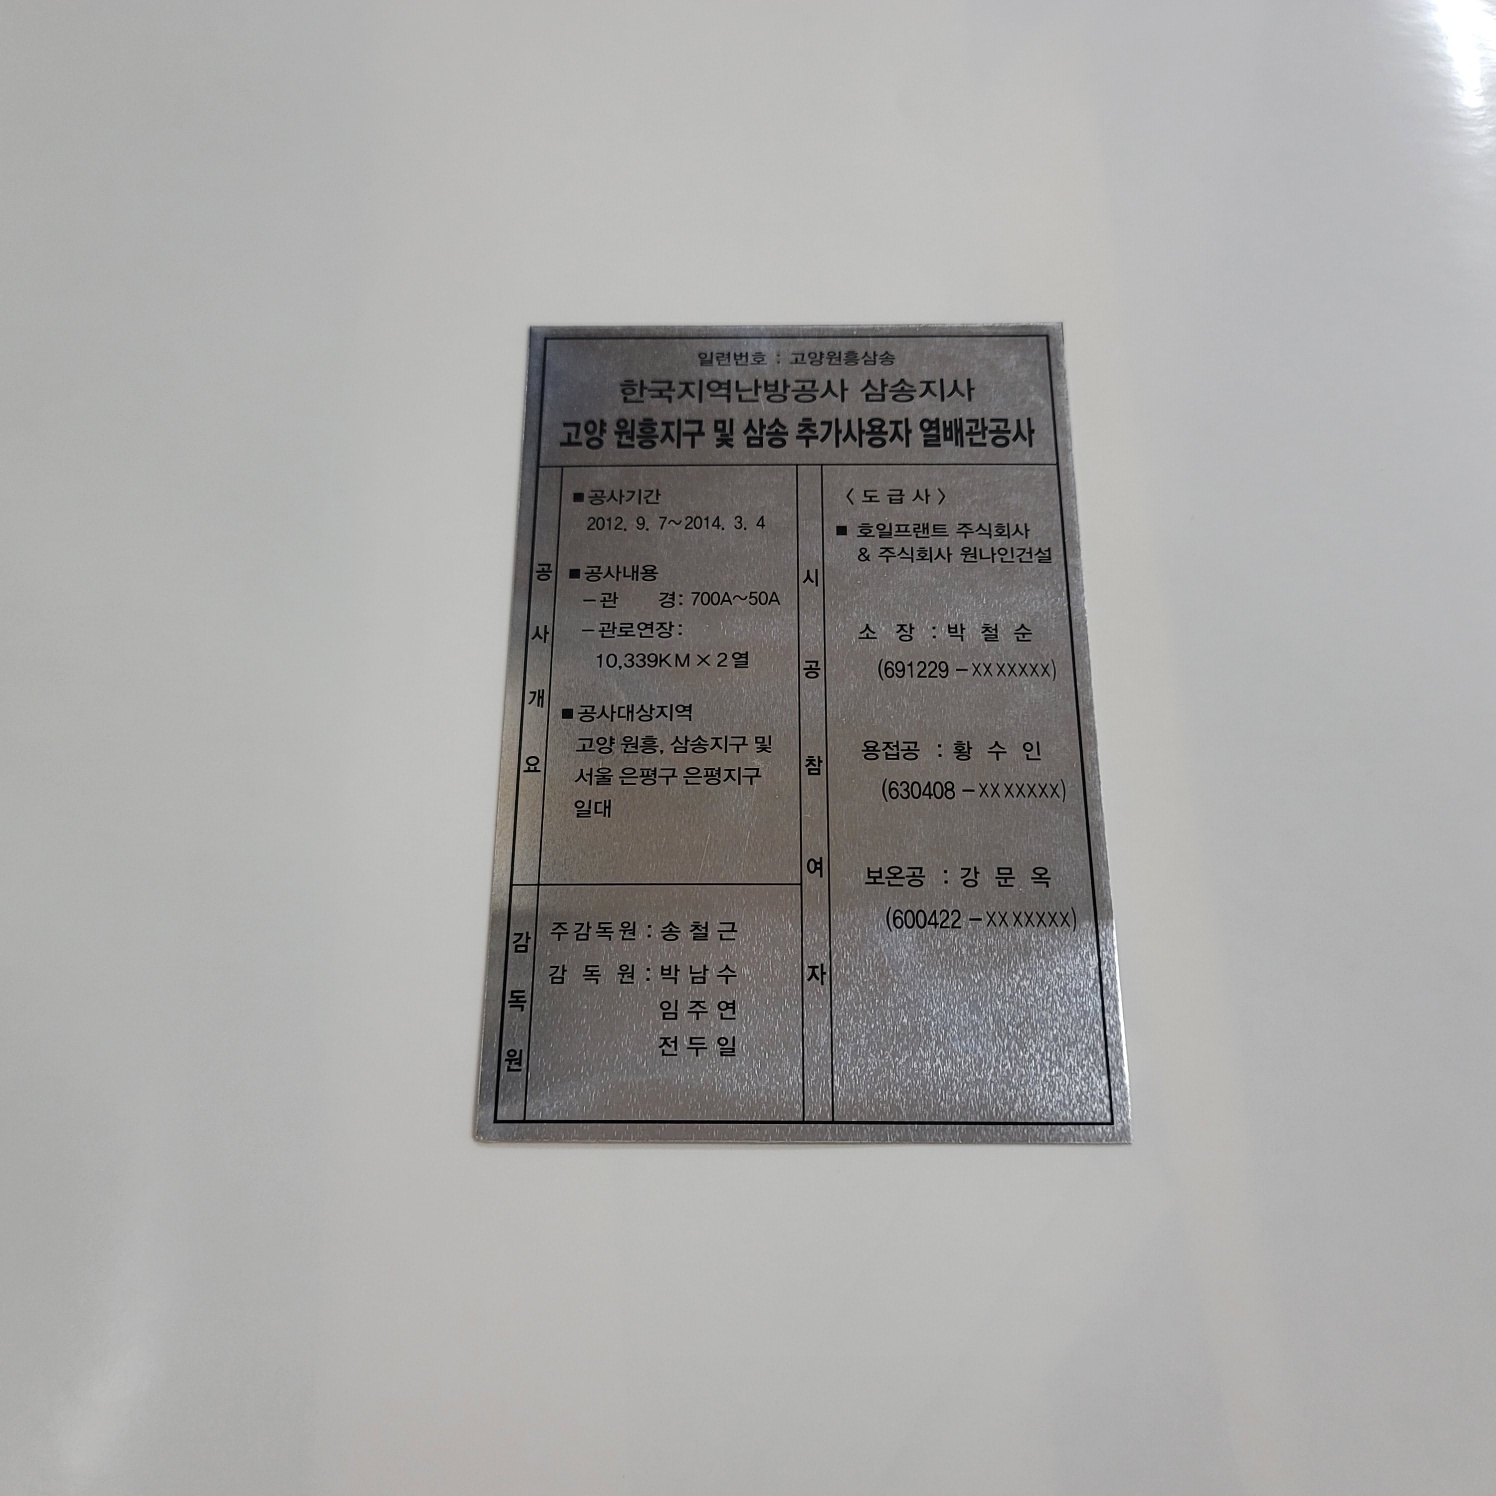 일련번호 : 고양원흥삼송
한국지역난방공사 삼송지사
고양 원흥지구 및 삼송 추가사용자 열배관공사
공사개요
■ 공사기간
2012. 9. 7~2014. 3. 4
■ 공사내용
- 관 경: 700A~50A
- 관로연장:
10,339KM × 2열
■ 공사대상지역
고양 원흥, 삼송지구 및
서울 은평구 은평지구
일대
감독원
주감독원 : 송 철 근
감 독 원 : 박 남 수
임 주 연
전 두 일
시공참여자
〈 도 급 사 〉
■ 호일프랜트 주식회사
& 주식회사 원나인건설
소 장 : 박 철 순
(691229 - XXXXXXX)
용접공 : 황 수 인
(630408 - XXXXXXX)
보온공 : 강 문 옥
(600422 - XXXXXXX)